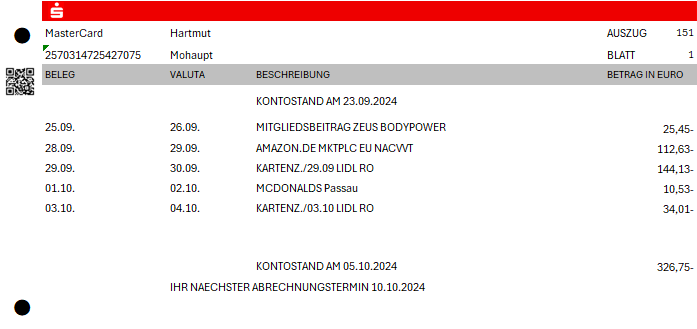 MasterCard Hartmut AUSZUG 151
2570314725427075 Mohaupt BLATT 1
BELEG VALUTA BESCHREIBUNG BETRAG IN EURO
KONTOSTAND AM 23.09.2024
25.09. 26.09. MITGLIEDSBEITRAG ZEUS BODYPOWER 25,45-
28.09. 29.09. AMAZON.DE MKTPLC EU NACVVT 112,63-
29.09. 30.09. KARTENZ./29.09 LIDL RO 144,13-
01.10. 02.10. MCDONALDS Passau 10,53-
03.10. 04.10. KARTENZ./03.10 LIDL RO 34,01-
KONTOSTAND AM 05.10.2024 326,75-
IHR NAECHSTER ABRECHNUNGSTERMIN 10.10.2024